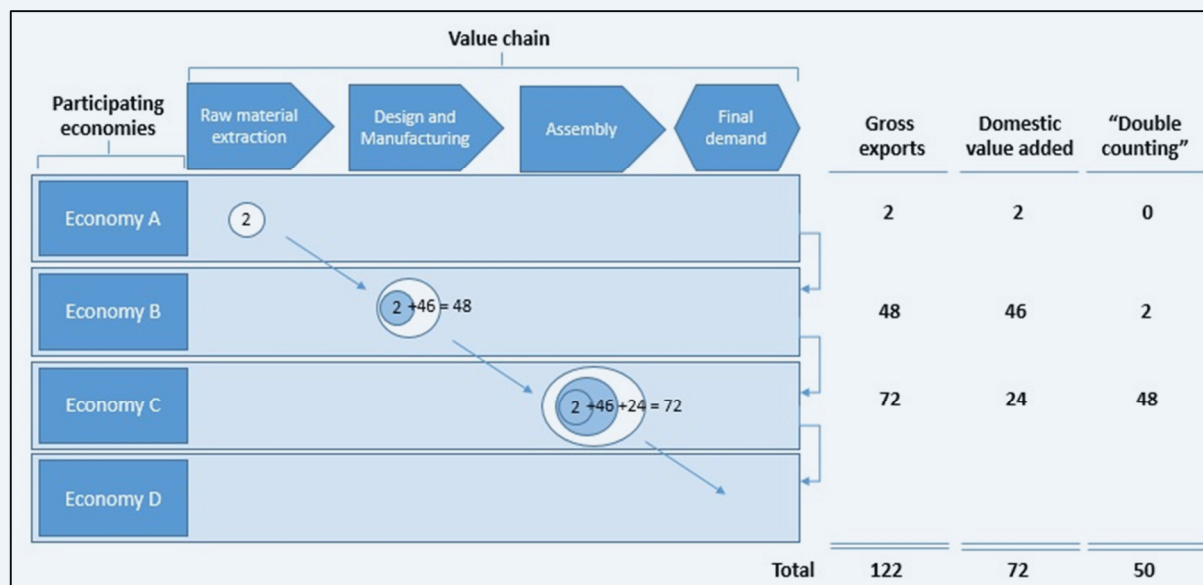 Value chain
Participating
economies
Raw material
extraction
Design and
Manufacturing
Assembly
Final
demand
Gross
exports
Domestic
value added
“Double
counting”
Economy A
2
2
2
0
Economy B
2 +46 = 48
48
46
2
Economy C
2 +46 +24 = 72
72
24
48
Economy D
Total
122
72
50